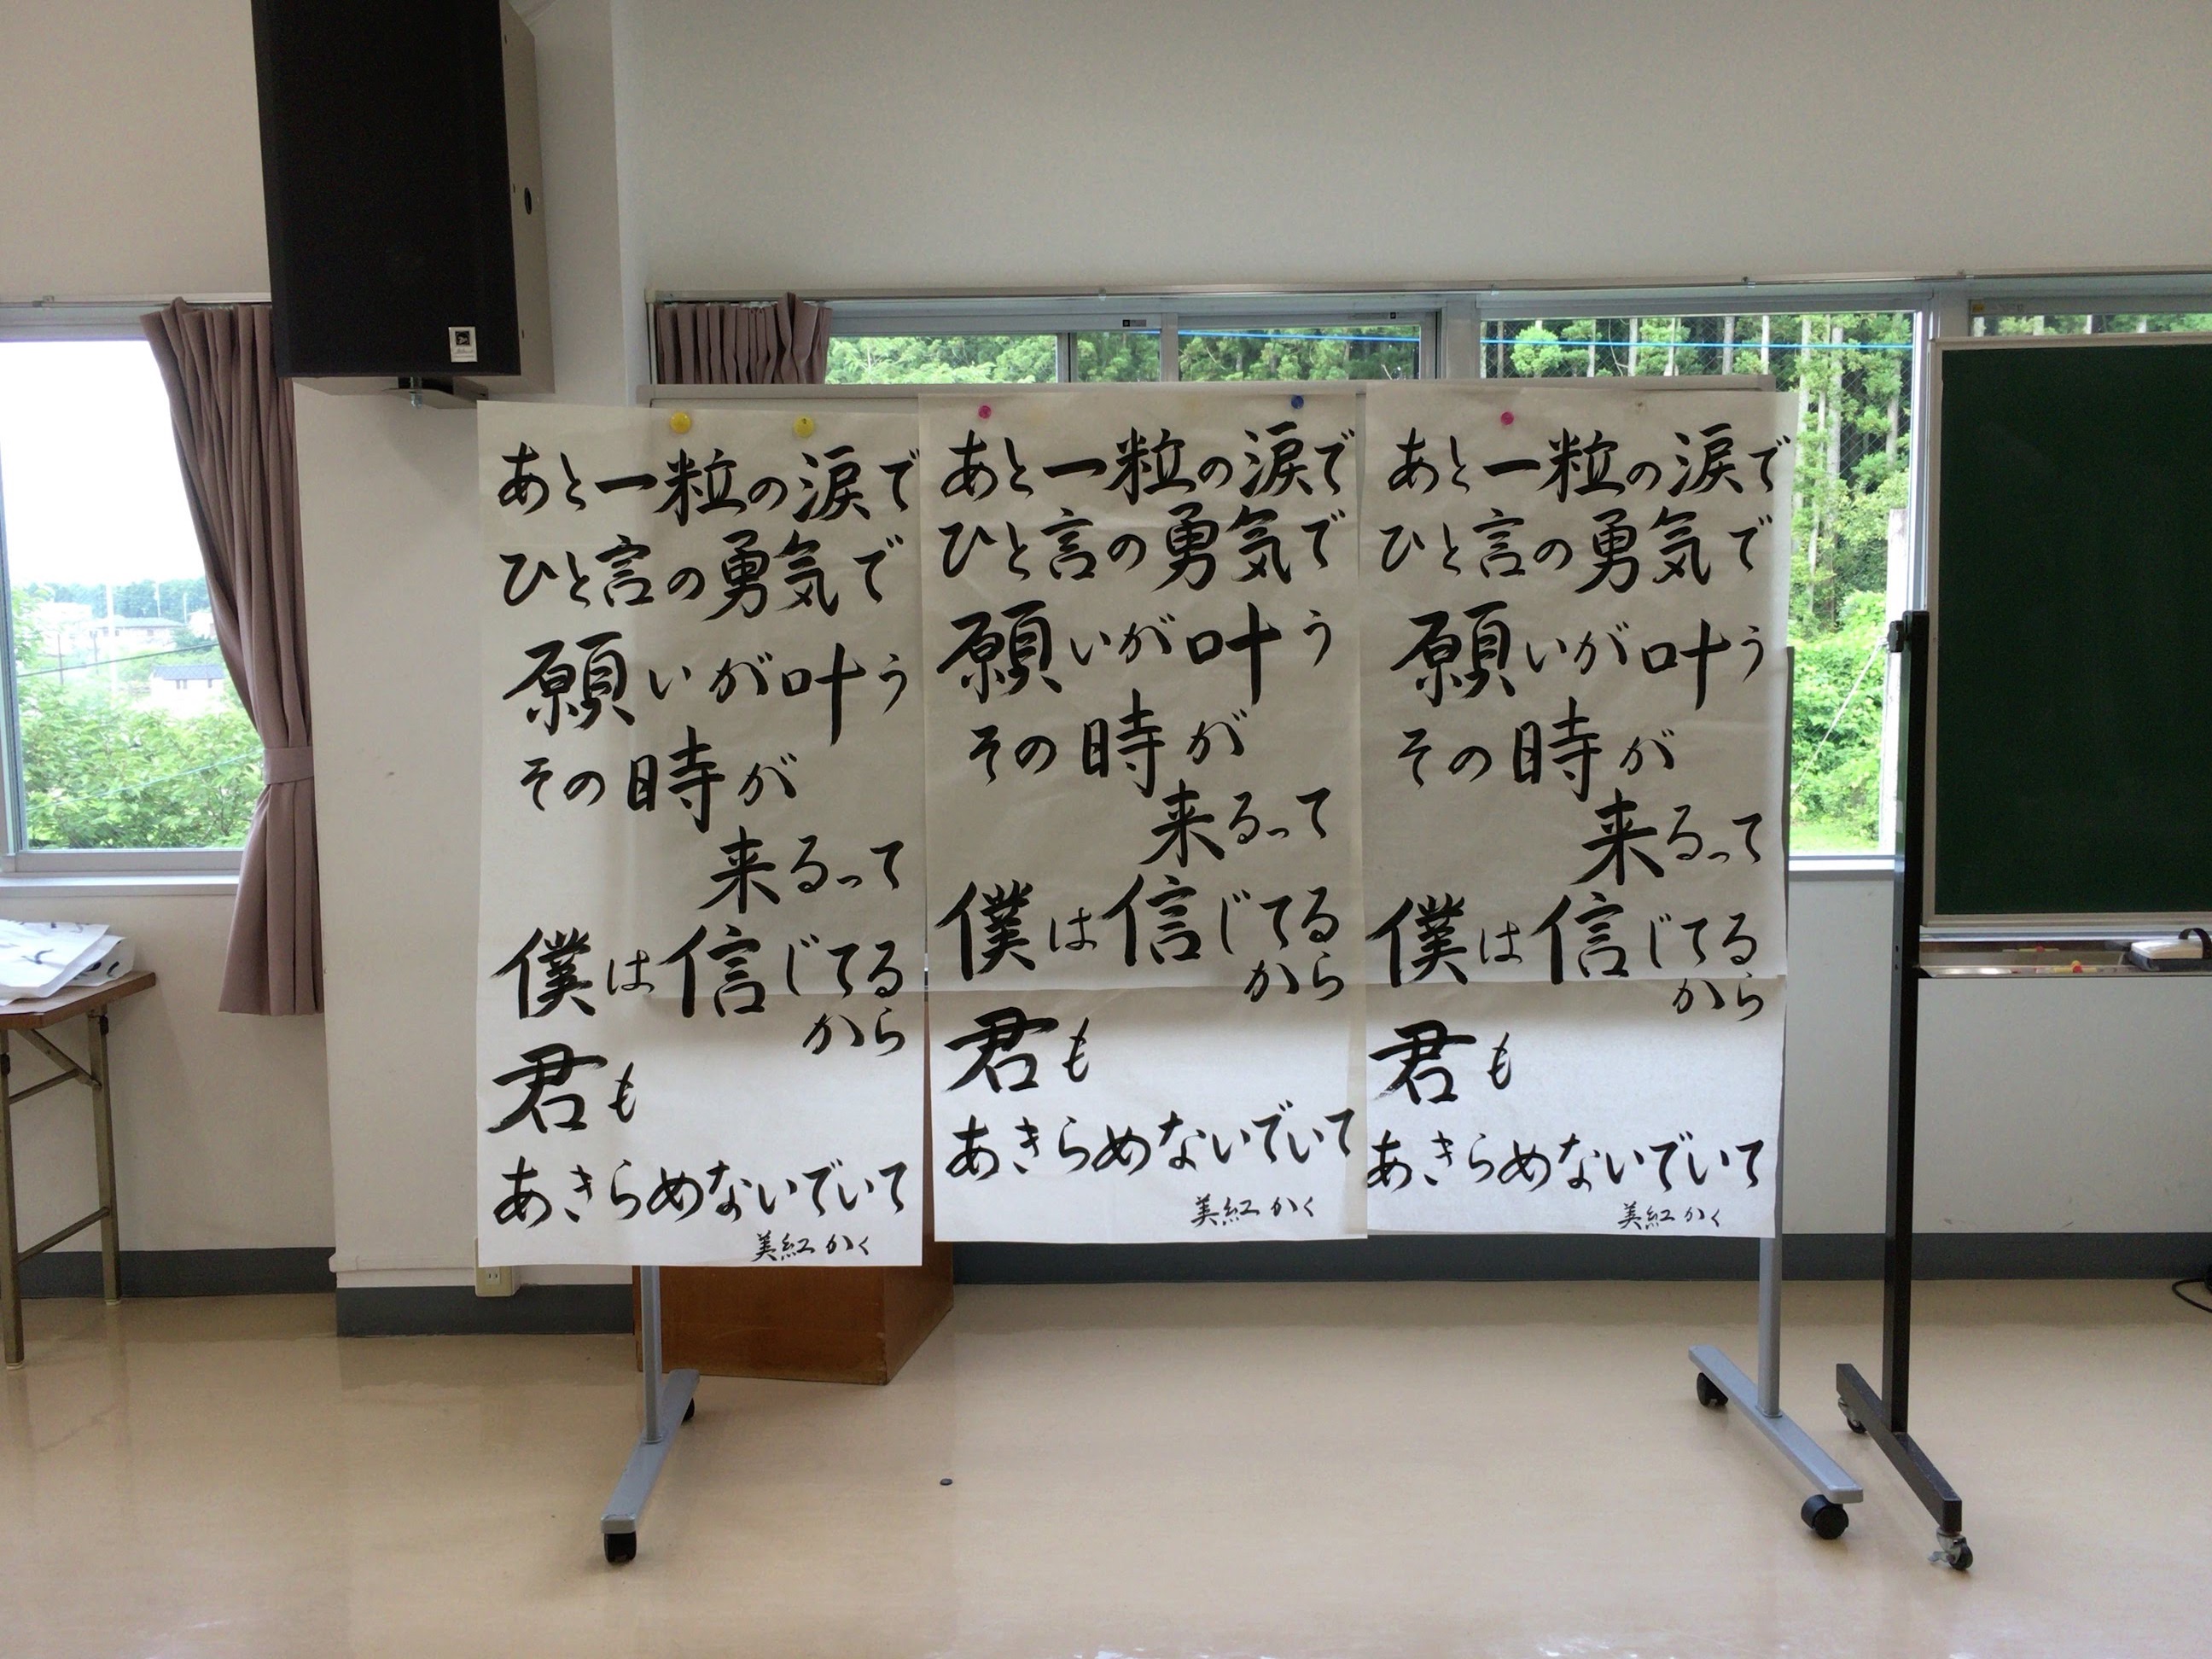 あと一粒の涙で
ひと言の勇気で
願いが叶う
その時が
来るって
僕は信じてる
から
君も
あきらめないでいて
美紅かく
あと一粒の涙で
ひと言の勇気で
願いが叶う
その時が
来るって
僕は信じてる
から
君も
あきらめないでいて
美紅かく
あと一粒の涙で
ひと言の勇気で
願いが叶う
その時が
来るって
僕は信じてる
から
君も
あきらめないでいて
美紅かく